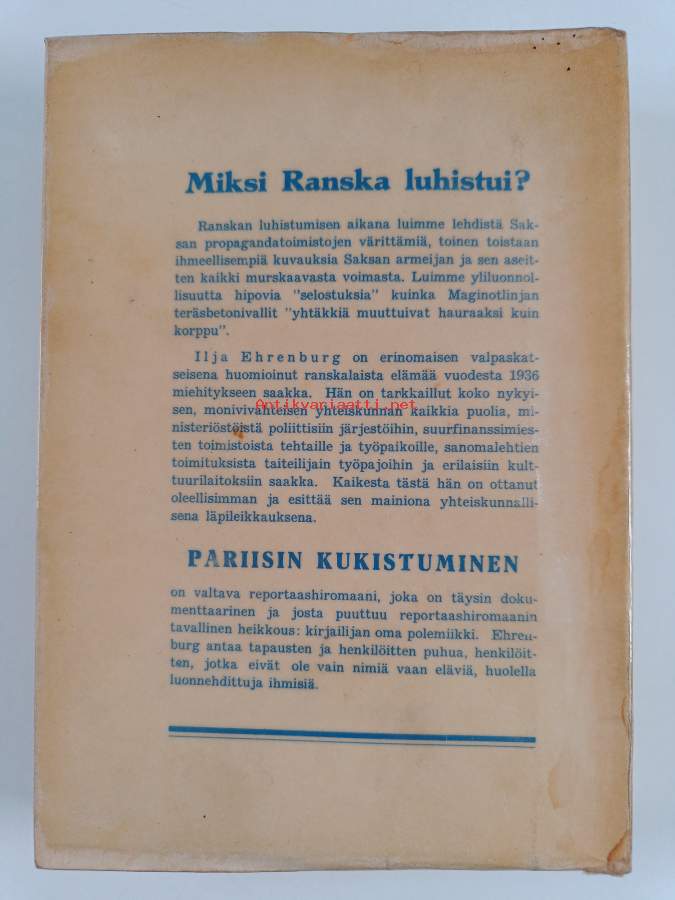 Miksi Ranska luhistui?
Ranskan luhistumisen aikana luimme lehdistä Sak-
san propagandatoimistojen värittämiä, toinen toistaan
ihmeellisempiä kuvauksia Saksan armeijan ja sen aseit-
ten kaikki murskaavasta voimasta. Luimme yliluonnol-
lisuutta hipovia "selostuksia" kuinka Maginotlinjan
teräsbetonivallit "yhtäkkiä muuttuivat hauraaksi kuin
korppu".
Ilja Ehrenburg on erinomaisen valpaskat-
seisena huomioinut ranskalaista elämää vuodesta 1936
miehitykseen saakka. Hän on tarkkaillut koko nykyi-
Antikvariaatti.net
sen, monivivahteisen yhteiskunnan kaikkia puolia, mi-
nisteriöstöistä poliittisiin järjestöihin, suurfinanssimies-
ten toimistoista tehtaille ja työpaikoille, sanomalehtien
toimituksista taiteilijain työpajoihin ja erilaisiin kult-
tuurilaitoksiin saakka. Kaikesta tästä hän on ottanut
oleellisimman ja esittää sen mainiona yhteiskunnalli-
sena läpileikkauksena.
PARIISIN KUKISTUMINEN
on valtava reportaashiromaani, joka on täysin doku-
menttaarinen ja josta puuttuu reportaashiromaanin
tavallinen heikkous: kirjailijan oma polemiikki. Ehren-
burg antaa tapausten ja henkilöitten puhua, henkilöit-
ten, jotka eivät ole vain nimiä vaan eläviä, huolella
luonnehdittuja ihmisiä.